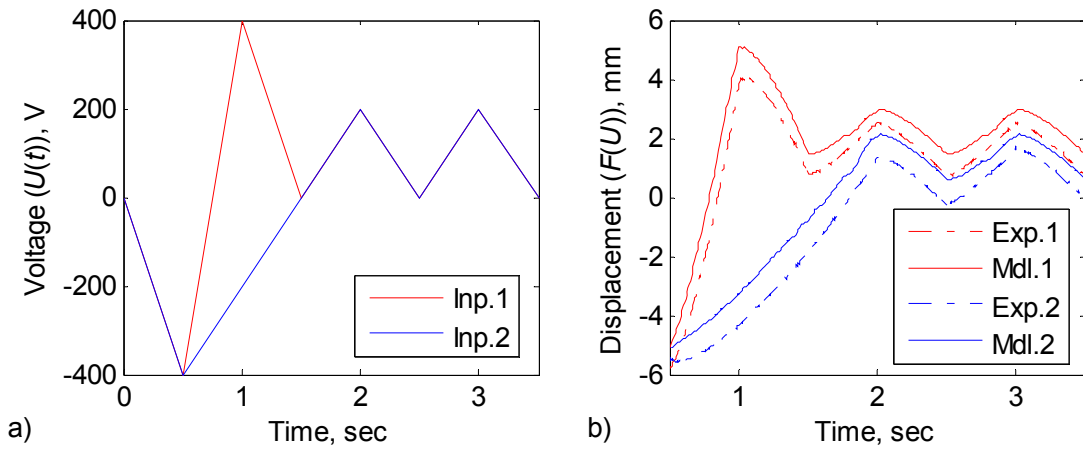 Voltage (U(t)), V
400
200
0
-200
-400
0
1
2
3
Time, sec
Inp.1
Inp.2
a)
Displacement (F(U)), mm
6
4
2
0
-2
-4
-6
1
2
3
Time, sec
Exp.1
Mdl.1
Exp.2
Mdl.2
b)